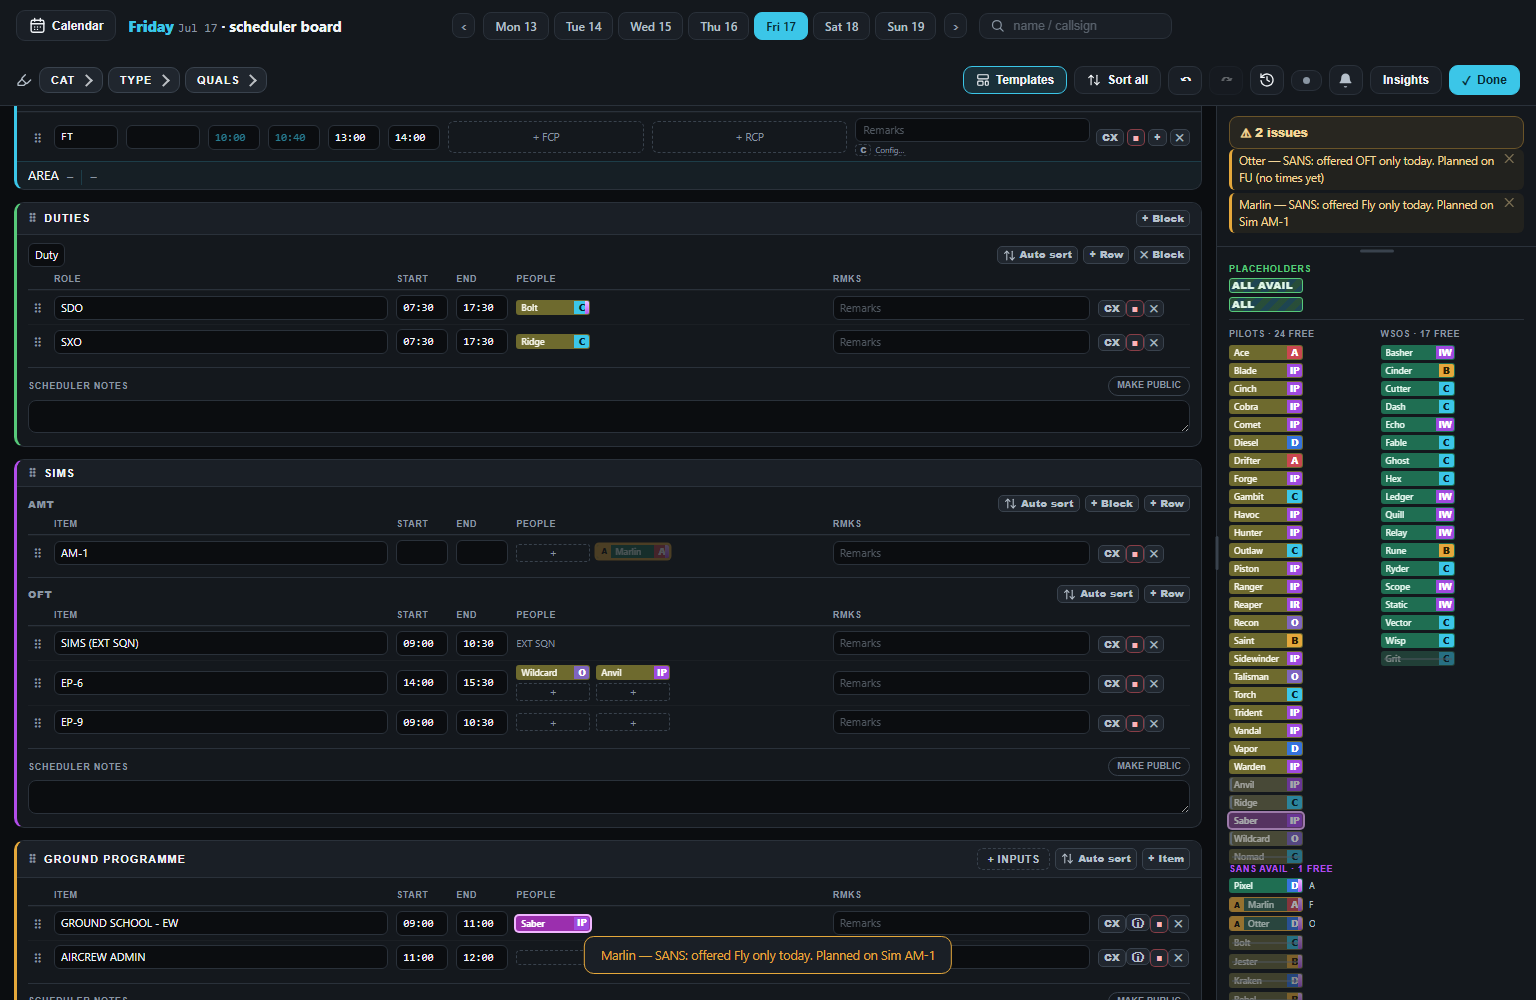 Calendar
Friday Jul 17 · scheduler board
‹ Mon 13 Tue 14 Wed 15 Thu 16 Fri 17 Sat 18 Sun 19 ›
name / callsign
CAT TYPE QUALS
Templates Sort all Insights ✓ Done
FT 10:00 10:40 13:00 14:00 + FCP + RCP Remarks CX + ✕
C Config...
AREA – | –
DUTIES + Block
Duty Auto sort + Row ✕ Block
ROLE START END PEOPLE RMKS
SDO 07:30 17:30 Bolt C Remarks CX ✕
SXO 07:30 17:30 Ridge C Remarks CX ✕
SCHEDULER NOTES MAKE PUBLIC
SIMS
AMT Auto sort + Block + Row
ITEM START END PEOPLE RMKS
AM-1 + A Marlin A Remarks CX ✕
OFT Auto sort + Row
ITEM START END PEOPLE RMKS
SIMS (EXT SQN) 09:00 10:30 EXT SQN Remarks CX ✕
EP-6 14:00 15:30 Wildcard O Anvil IP Remarks CX ✕
+ +
EP-9 09:00 10:30 + + Remarks CX ✕
SCHEDULER NOTES MAKE PUBLIC
GROUND PROGRAMME + INPUTS Auto sort + Item
ITEM START END PEOPLE RMKS
GROUND SCHOOL - EW 09:00 11:00 Saber IP Remarks CX ✕
AIRCREW ADMIN 11:00 12:00 CX ✕
Marlin — SANS: offered Fly only today. Planned on Sim AM-1
SCHEDULER NOTES MAKE PUBLIC
⚠ 2 issues
Otter — SANS: offered OFT only today. Planned on
FU (no times yet)
Marlin — SANS: offered Fly only today. Planned on
Sim AM-1
PLACEHOLDERS
ALL AVAIL
ALL
PILOTS · 24 FREE
Ace A
Blade IP
Cinch IP
Cobra IP
Comet IP
Diesel D
Drifter A
Forge IP
Gambit C
Havoc IP
Hunter IP
Outlaw C
Piston IP
Ranger IP
Reaper IR
Recon O
Saint B
Sidewinder IP
Talisman O
Torch C
Trident IP
Vandal IP
Vapor D
Warden IP
Anvil IP
Ridge C
Saber IP
Wildcard O
Nomad C
WSOS · 17 FREE
Basher IW
Cinder B
Cutter C
Dash C
Echo IW
Fable C
Ghost C
Hex C
Ledger IW
Quill IW
Relay IW
Rune B
Ryder C
Scope IW
Static IW
Vector C
Wisp C
Grit C
SANS AVAIL · 1 FREE
Pixel D A
A Marlin A F
A Otter D O
Bolt C
Jester B
Kraken D
Rebel B